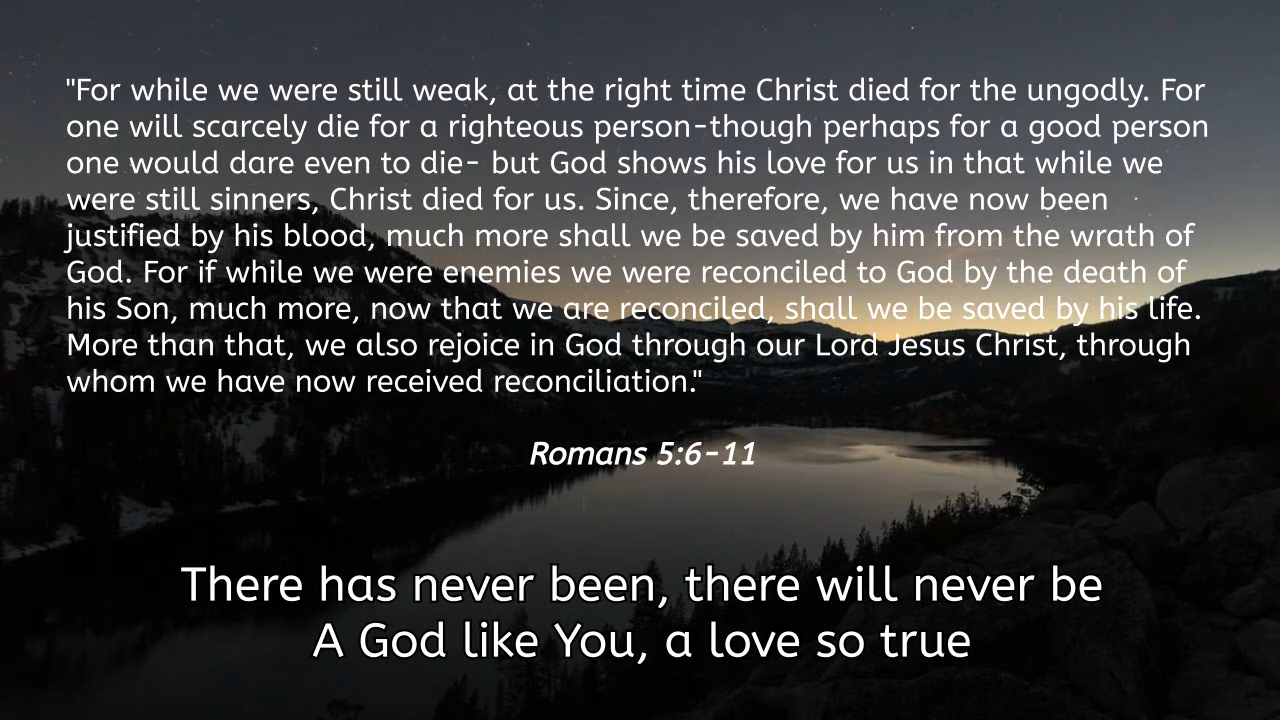 "For while we were still weak, at the right time Christ died for the ungodly. For
one will scarcely die for a righteous person-though perhaps for a good person
one would dare even to die- but God shows his love for us in that while we
were still sinners, Christ died for us. Since, therefore, we have now been
justified by his blood, much more shall we be saved by him from the wrath of
God. For if while we were enemies we were reconciled to God by the death of
his Son, much more, now that we are reconciled, shall we be saved by his life.
More than that, we also rejoice in God through our Lord Jesus Christ, through
whom we have now received reconciliation."
Romans 5:6-11
There has never been, there will never be
A God like You, a love so true